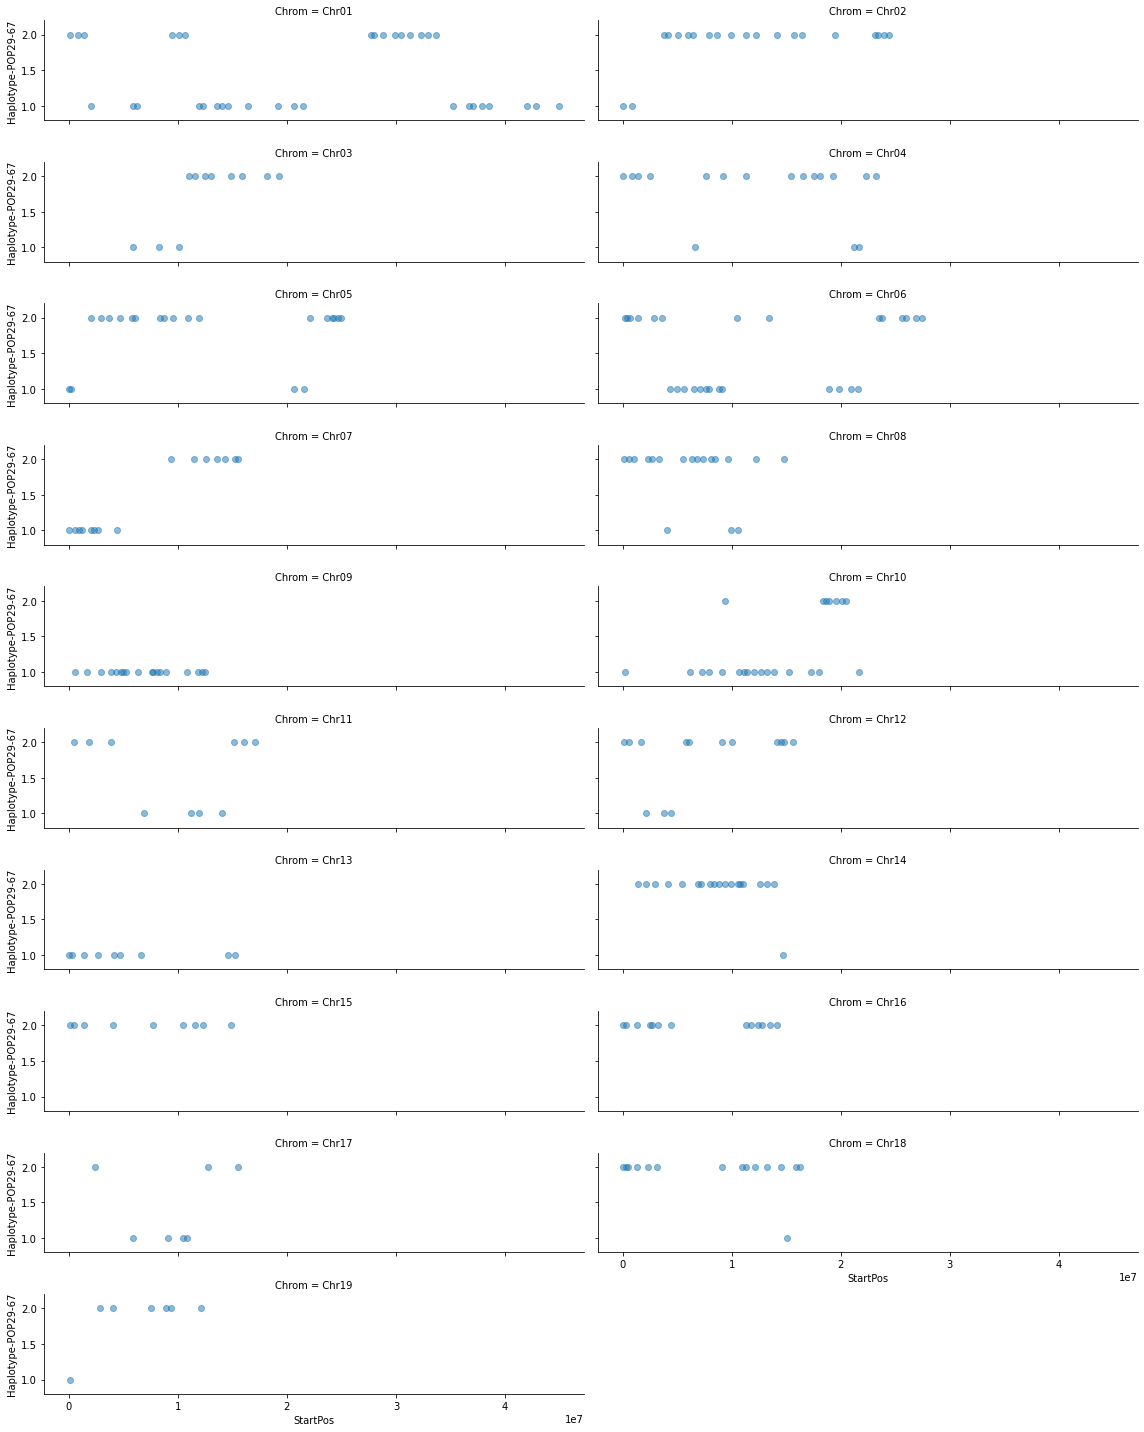 Chrom = Chr01 Chrom = Chr02
Haplotype-POP29-67
2.0
1.5
1.0
Chrom = Chr03 Chrom = Chr04
Haplotype-POP29-67
2.0
1.5
1.0
Chrom = Chr05 Chrom = Chr06
Haplotype-POP29-67
2.0
1.5
1.0
Chrom = Chr07 Chrom = Chr08
Haplotype-POP29-67
2.0
1.5
1.0
Chrom = Chr09 Chrom = Chr10
Haplotype-POP29-67
2.0
1.5
1.0
Chrom = Chr11 Chrom = Chr12
Haplotype-POP29-67
2.0
1.5
1.0
Chrom = Chr13 Chrom = Chr14
Haplotype-POP29-67
2.0
1.5
1.0
Chrom = Chr15 Chrom = Chr16
Haplotype-POP29-67
2.0
1.5
1.0
Chrom = Chr17 Chrom = Chr18
Haplotype-POP29-67
2.0
1.5
1.0
0 1 2 3 4
StartPos 1e7
Chrom = Chr19
Haplotype-POP29-67
2.0
1.5
1.0
0 1 2 3 4
StartPos 1e7